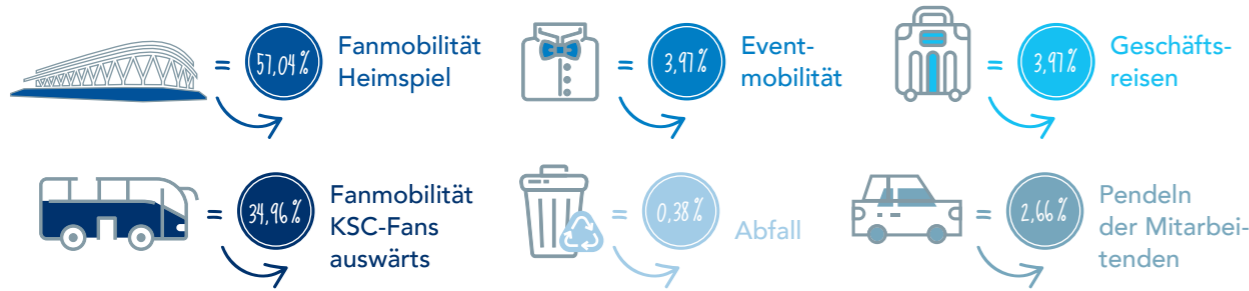 = 57,04 % Fanmobilität
Heimspiel
= 3,97 % Event-
mobilität
= 3,97 % Geschäfts-
reisen
= 34,96 % Fanmobilität
KSC-Fans
auswärts
= 0,38 % Abfall
= 2,66 % Pendeln
der Mitarbei-
tenden